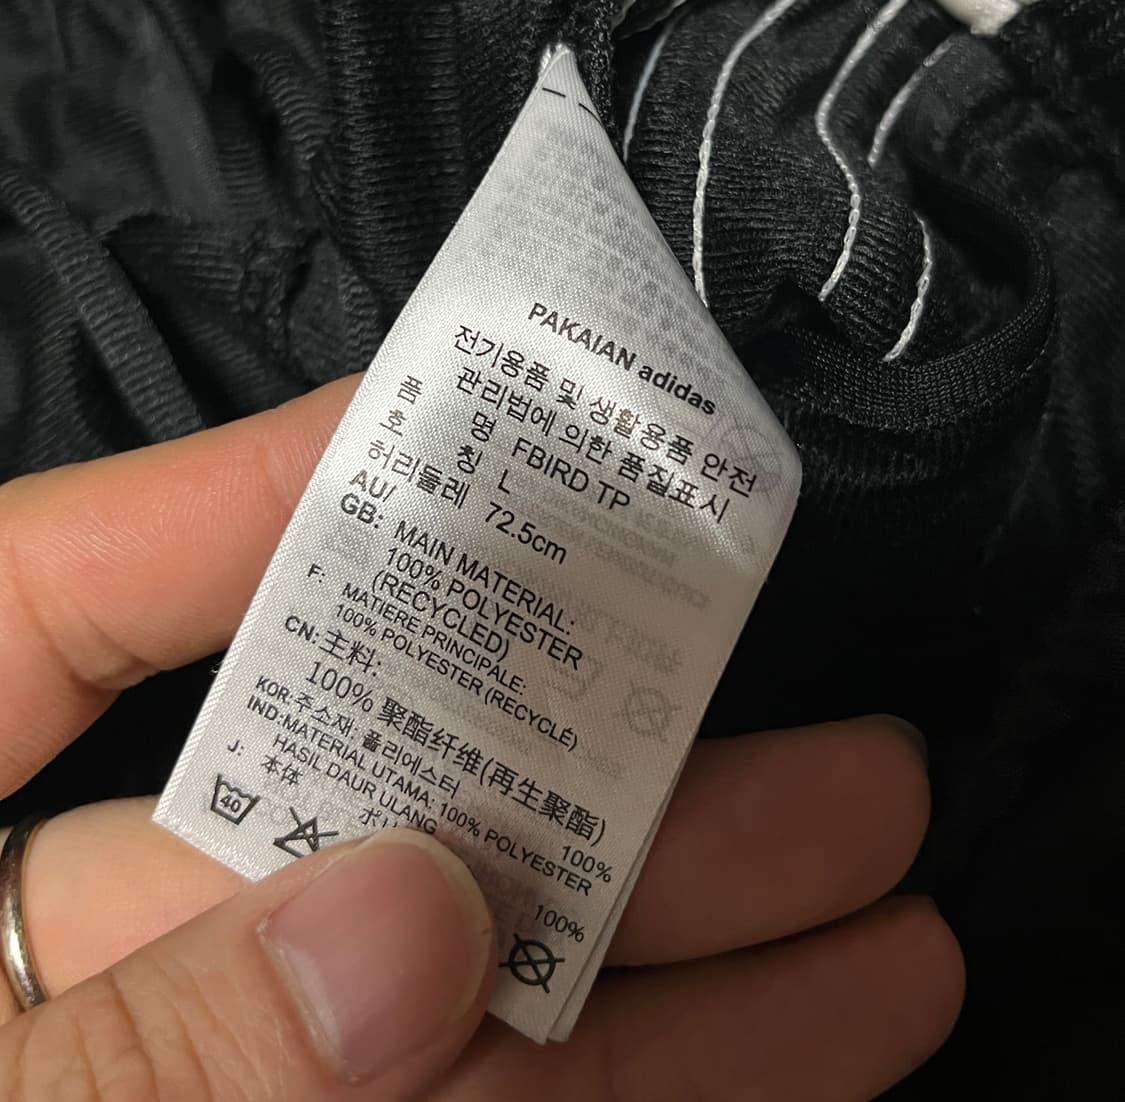 PAKAIAN adidas
전기용품 및 생활용품 안전
관리법에 의한 품질표시
품 명 FBIRD TP
호 칭 L
허리둘레 72.5cm
AU/
GB: MAIN MATERIAL:
100% POLYESTER
(RECYCLED)
F: MATIERE PRINCIPALE:
100% POLYESTER (RECYCLÉ)
CN: 主料:
100% 聚酯纤维(再生聚酯)
KOR: 주소재: 폴리에스터 100%
IND:MATERIAL UTAMA: 100% POLYESTER
HASIL DAUR ULANG
J: 本体
100%
40